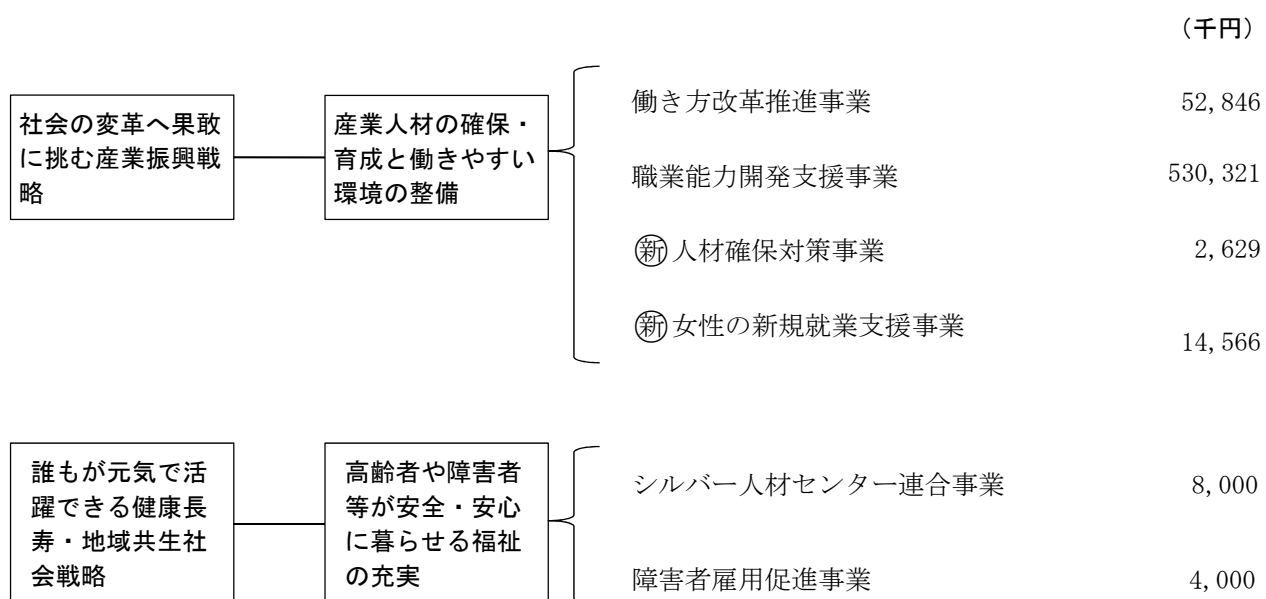 （千円）
社会の変革へ果敢
に挑む産業振興戦
略
産業人材の確保・
育成と働きやすい
環境の整備
働き方改革推進事業 52,846
職業能力開発支援事業 530,321
㊟新人材確保対策事業 2,629
新女性の新規就業支援事業 14,566
誰もが元気で活
躍できる健康長
寿・地域共生社
会戦略
高齢者や障害者
等が安全・安心
に暮らせる福祉
の充実
シルバー人材センター連合事業 8,000
障害者雇用促進事業 4,000